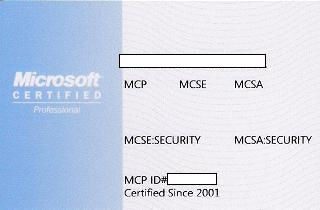 Microsoft
CERTIFIED
Professional
MCP MCSE MCSA
MCSE:SECURITY MCSA:SECURITY
MCP ID#
Certified Since 2001